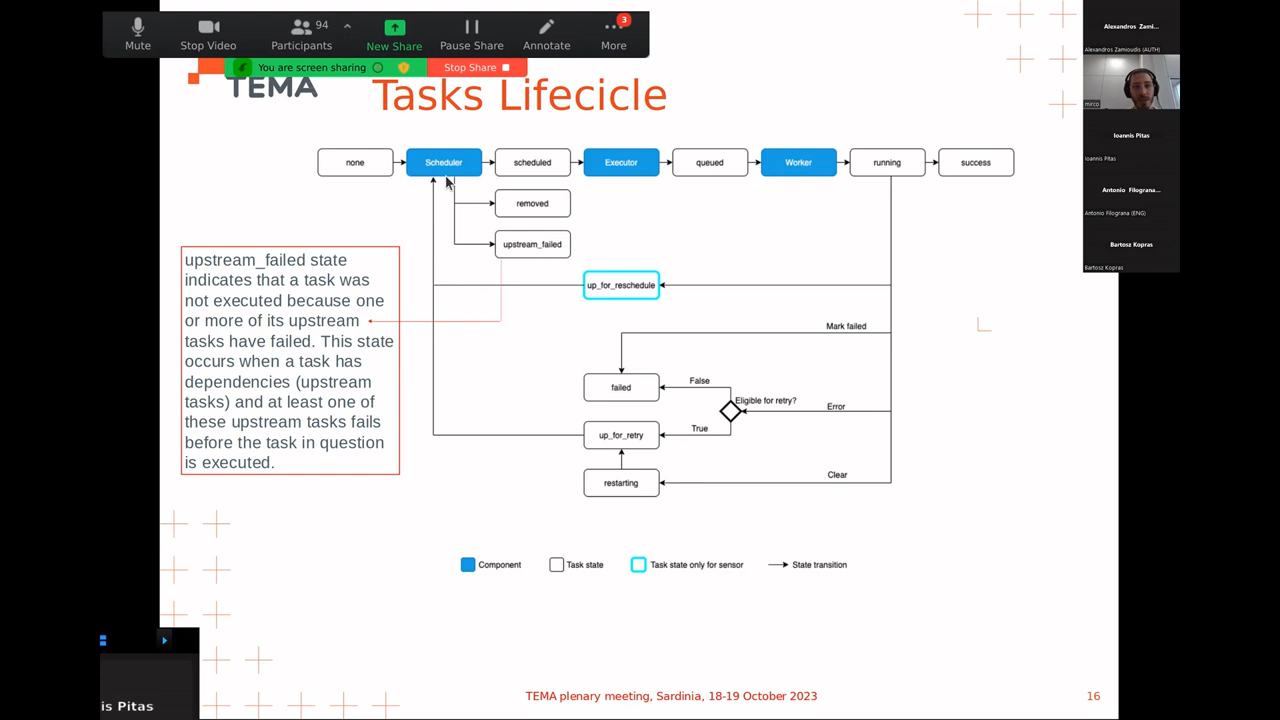 Mute
Stop Video
94
Participants
New Share
Pause Share
Annotate
3
More
You are screen sharing
Stop Share
TEMA
Tasks Lifecicle
none
Scheduler
scheduled
Executor
queued
Worker
running
success
removed
upstream_failed
up_for_reschedule
Mark failed
failed
False
Eligible for retry?
Error
True
up_for_retry
restarting
Clear
upstream_failed state
indicates that a task was
not executed because one
or more of its upstream
tasks have failed. This state
occurs when a task has
dependencies (upstream
tasks) and at least one of
these upstream tasks fails
before the task in question
is executed.
Component
Task state
Task state only for sensor
State transition
TEMA plenary meeting, Sardinia, 18-19 October 2023
16
Alexandros Zami...
Alexandros Zamioudis (AUTH)
mirco
Ioannis Pitas
Ioannis Pitas
Antonio Filograna...
Antonio Filograna (ENG)
Bartosz Kopras
Bartosz Kopras
is Pitas